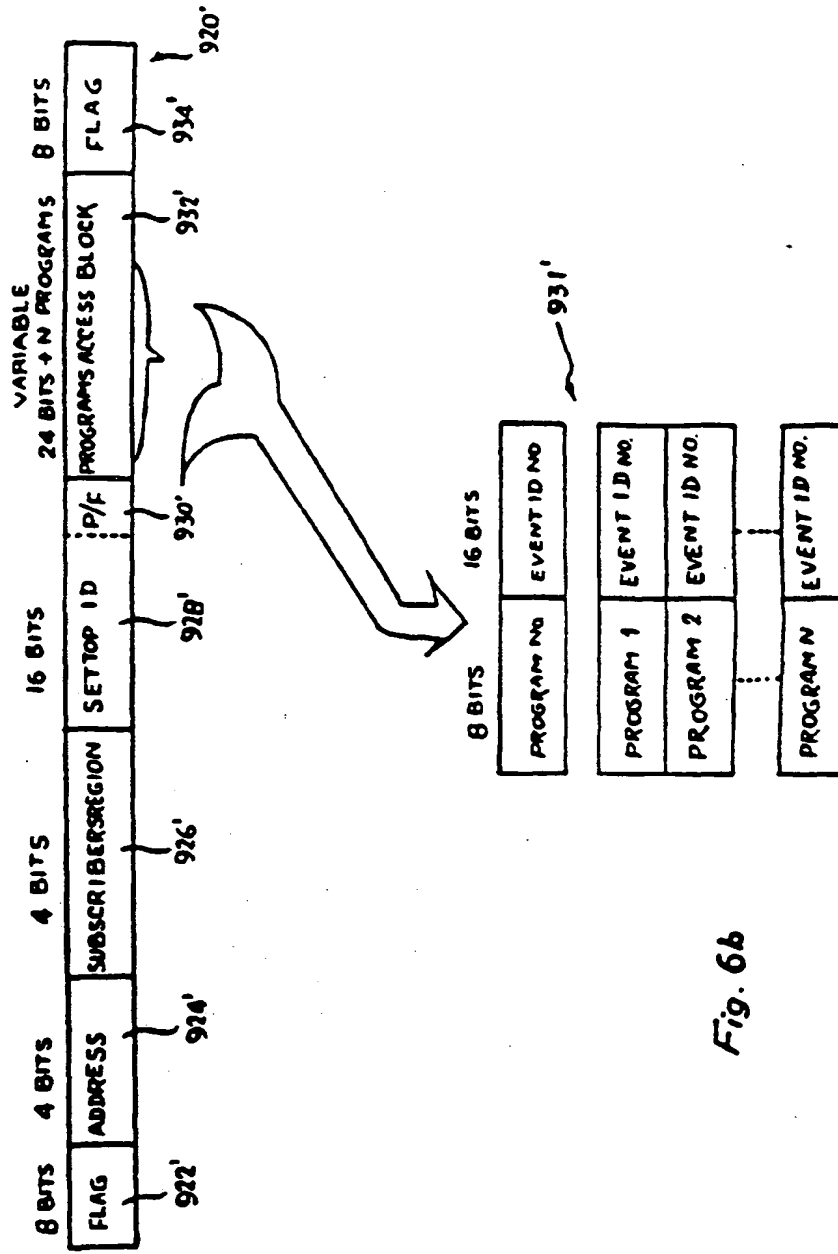 8 BITS 4 BITS 4 BITS 16 BITS VARIABLE 8 BITS
24 BITS + N PROGRAMS
FLAG ADDRESS SUBSCRIBERSREGION SETTOP ID P/F PROGRAMS ACCESS BLOCK FLAG
922' 924' 926' 928' 930' 932' 934' 920'
8 BITS 16 BITS
PROGRAM NO EVENT ID NO
931'
PROGRAM 1 EVENT ID NO.
PROGRAM 2 EVENT ID NO.
PROGRAM N EVENT ID NO.
Fig. 6b